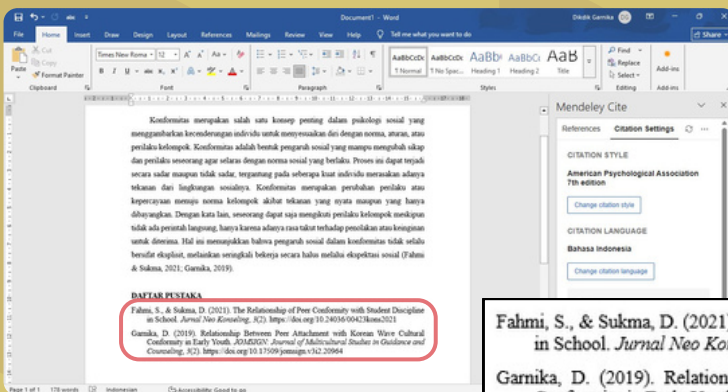 Document1 - Word
Dikdik Garnika
DG
File Home Insert Draw Design Layout References Mailings Review View Help Tell me what you want to do
Share
Paste
Cut
Copy
Format Painter
Clipboard
Times New Roma 12
Font
Paragraph
AaBbCcDc AaBbCcDc AaBbC AaBbCc AaB
1 Normal 1 No Spac... Heading 1 Heading 2 Title
Styles
Find
Replace
Select
Editing
Add-ins
Add-ins
Konformitas merupakan salah satu konsep penting dalam psikologi sosial yang
menggambarkan kecenderungan individu untuk menyesuaikan diri dengan norma, aturan, atau
perilaku kelompok. Konformitas adalah bentuk pengaruh sosial yang mampu mengubah sikap
dan perilaku seseorang agar selaras dengan norma sosial yang berlaku. Proses ini dapat terjadi
secara sadar maupun tidak sadar, tergantung pada seberapa kuat individu merasakan adanya
tekanan dari lingkungan sosialnya. Konformitas merupakan perubahan perilaku atau
kepercayaan menuju norma kelompok akibat tekanan yang nyata maupun yang hanya
dibayangkan. Dengan kata lain, seseorang dapat saja mengikuti perilaku kelompok meskipun
tidak ada perintah langsung, hanya karena adanya rasa takut terhadap penolakan atau keinginan
untuk diterima. Hal ini menunjukkan bahwa pengaruh sosial dalam konformitas tidak selalu
bersifat eksplisit, melainkan seringkali bekerja secara halus melalui ekspektasi sosial (Fahmi
& Sukma, 2021; Garnika, 2019).
DAFTAR PUSTAKA
Fahmi, S., & Sukma, D. (2021). The Relationship of Peer Conformity with Student Discipline
in School. Jurnal Neo Konseling, 3(2). https://doi.org/10.24036/00423kons2021
Garnika, D. (2019). Relationship Between Peer Attachment with Korean Wave Cultural
Conformity in Early Youth. JOMSIGN: Journal of Multicultural Studies in Guidance and
Counseling, 3(2). https://doi.org/10.17509/jomsign.v3i2.20964
Mendeley Cite
References Citation Settings
CITATION STYLE
American Psychological Association
7th edition
Change citation style
CITATION LANGUAGE
Bahasa Indonesia
Change citation language
Fahmi, S., & Sukma, D. (2021)
in School. Jurnal Neo Ko
Garnika, D. (2019). Relation
Page 1 of 1 178 words Indonesian Accessibility: Good to go